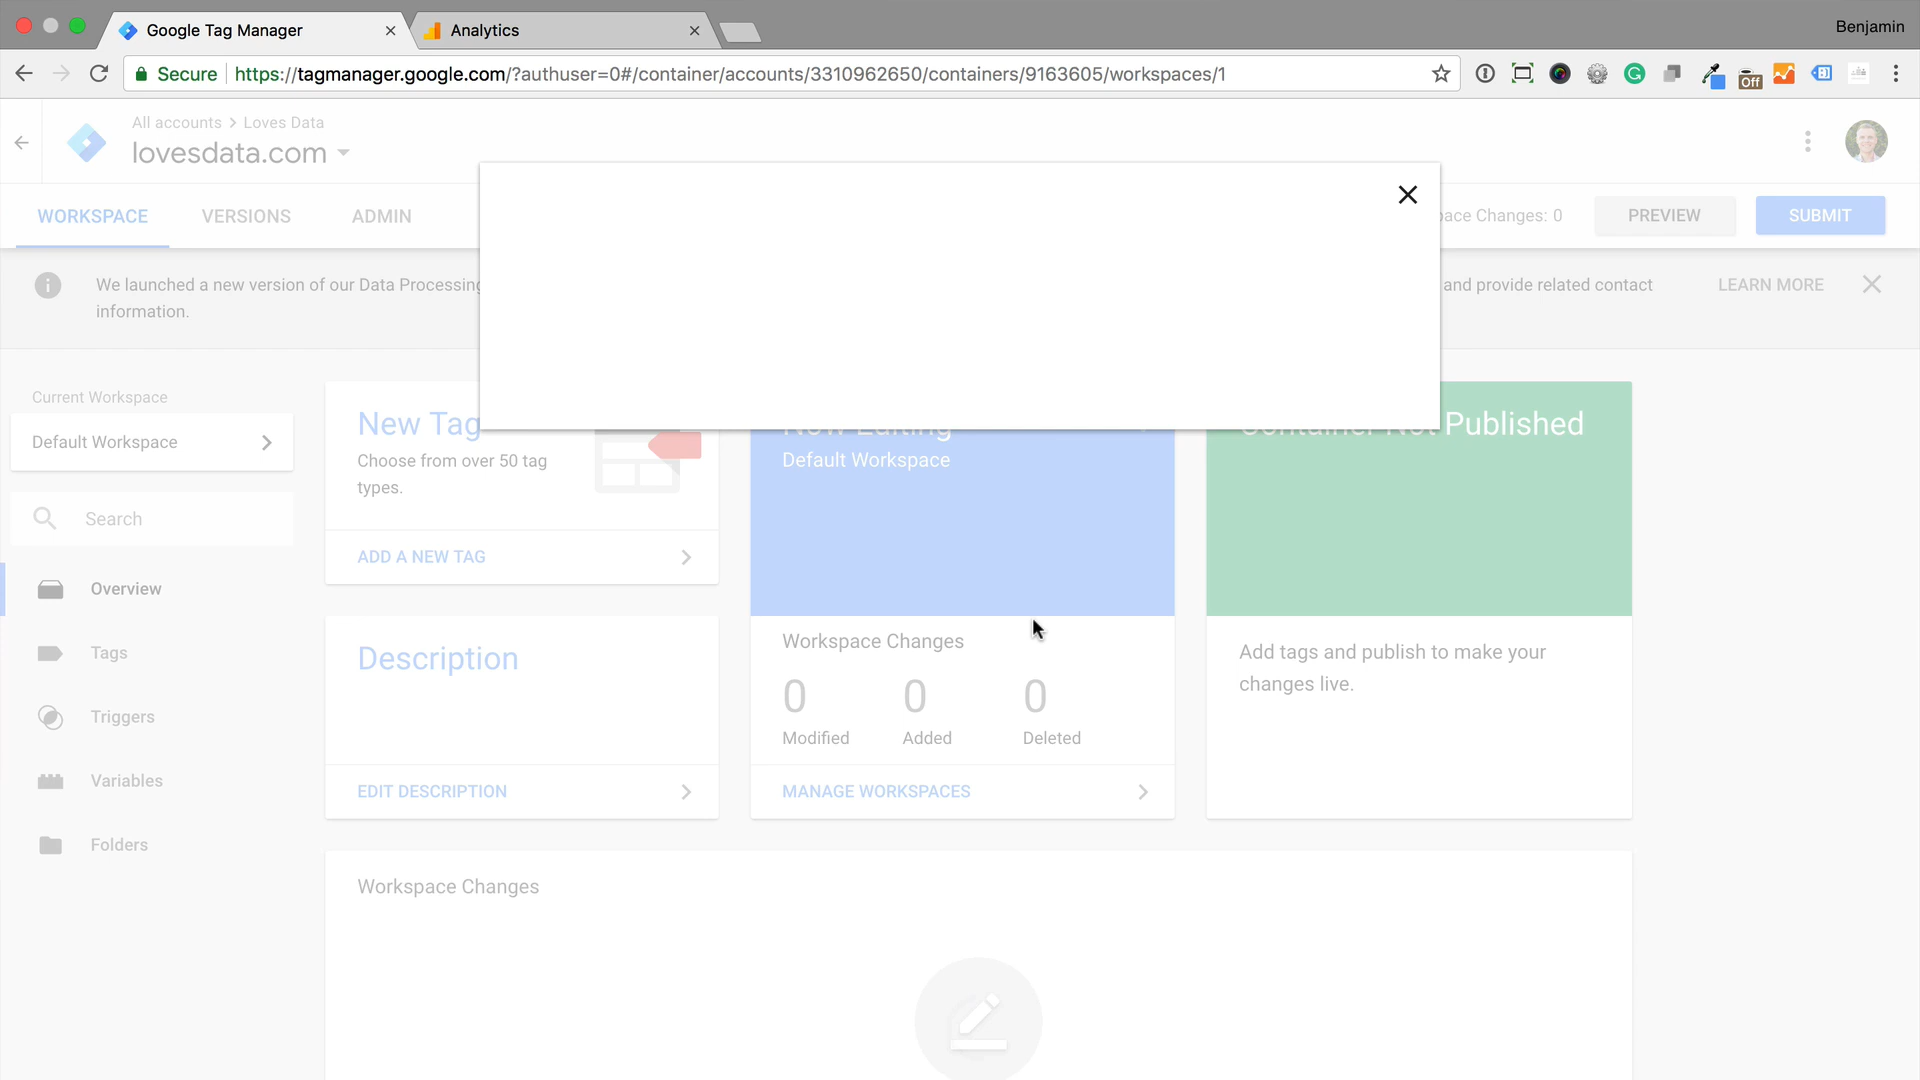 Google Tag Manager
Analytics
Benjamin
Secure
https://tagmanager.google.com/?authuser=0#/container/accounts/3310962650/containers/9163605/workspaces/1
Off
All accounts > Loves Data
lovesdata.com
WORKSPACE
VERSIONS
ADMIN
ace Changes: 0
PREVIEW
SUBMIT
We launched a new version of our Data Processing
and provide related contact
information.
LEARN MORE
Current Workspace
Default Workspace
Search
Overview
Tags
Triggers
Variables
Folders
New Tag
Choose from over 50 tag
types.
ADD A NEW TAG
Description
EDIT DESCRIPTION
Now Editing
Default Workspace
Workspace Changes
0 0 0
Modified Added Deleted
MANAGE WORKSPACES
Container Not Published
Add tags and publish to make your
changes live.
Workspace Changes